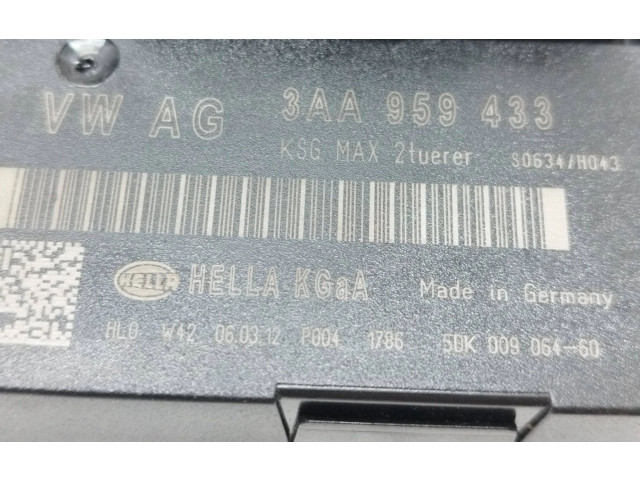 VW AG 3AA 959 433
KSG MAX 2tuerer S0634/H043
HELLA HELLA KGaA Made in Germany
HLO W42 06.03.12 P004 1786 5DK 009 064-60